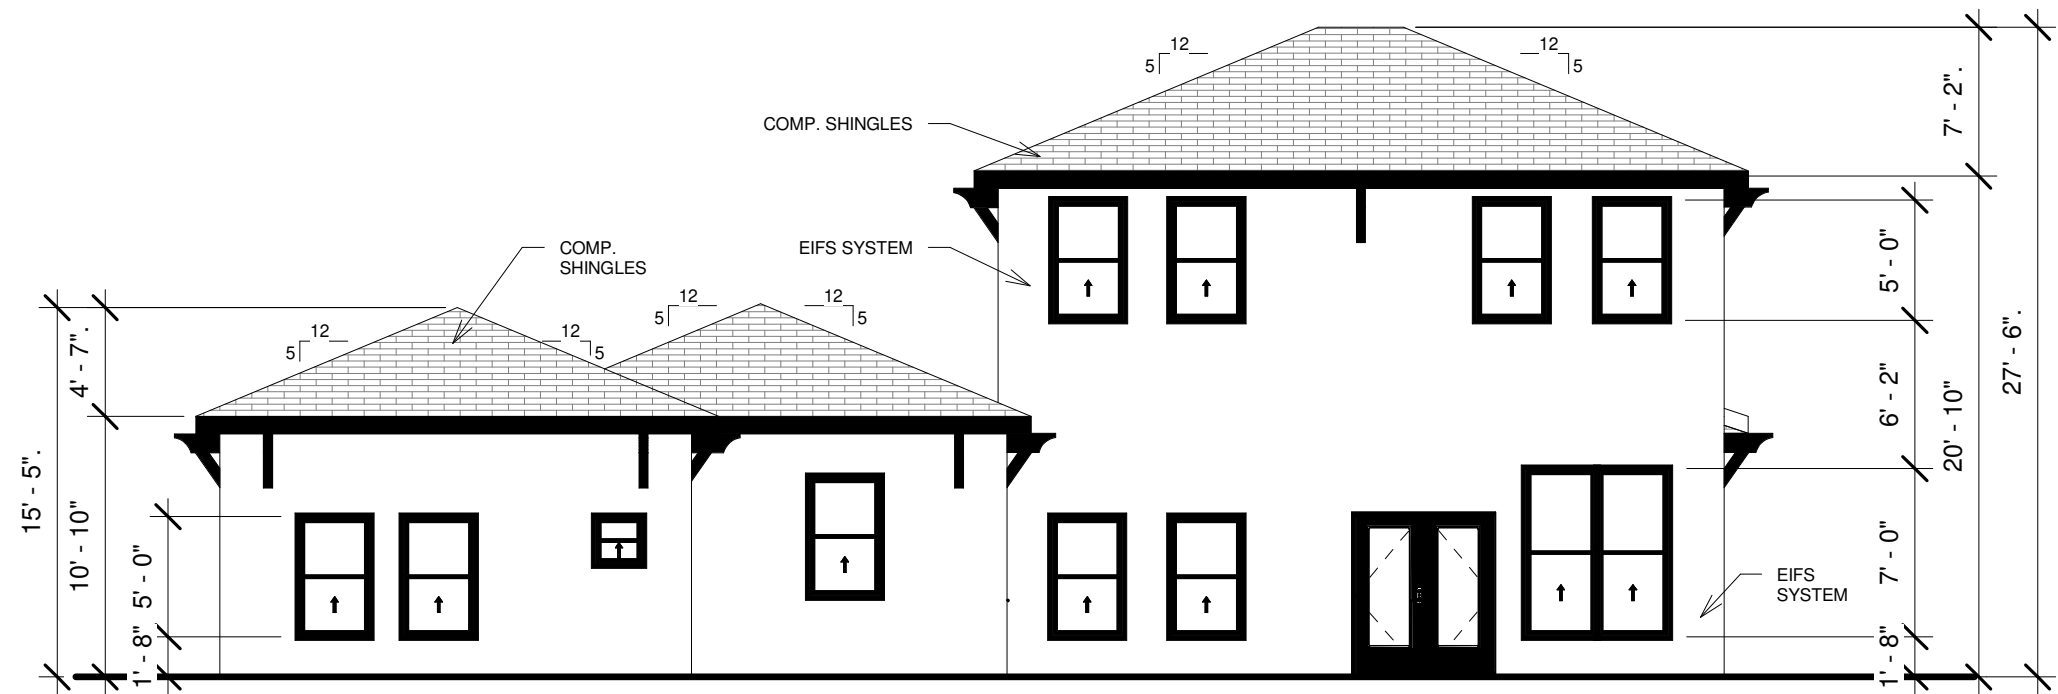 12
5
12
5
COMP. SHINGLES
7' - 2".
EIFS SYSTEM
COMP.
SHINGLES
5' - 0"
12
5
12
5
12
5
12
5
4' - 7".
27' - 6".
6' - 2"
20' - 10"
15' - 5".
10' - 10"
5' - 0"
7' - 0"
EIFS
SYSTEM
1' - 8"
1' - 8"